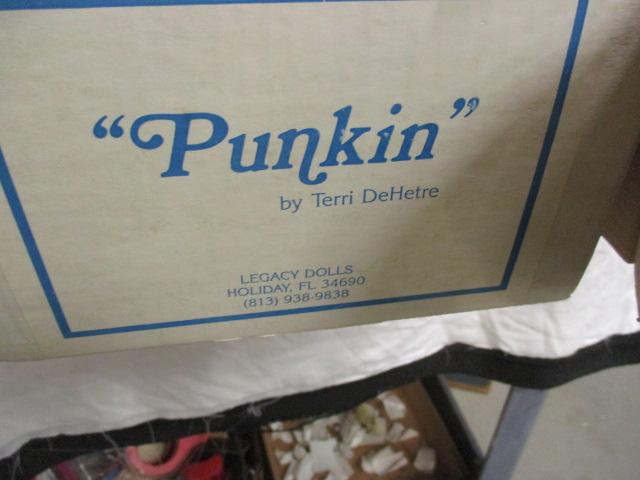 “Punkin”
by Terri DeHetre
LEGACY DOLLS
HOLIDAY, FL 34690
(813) 938-9838